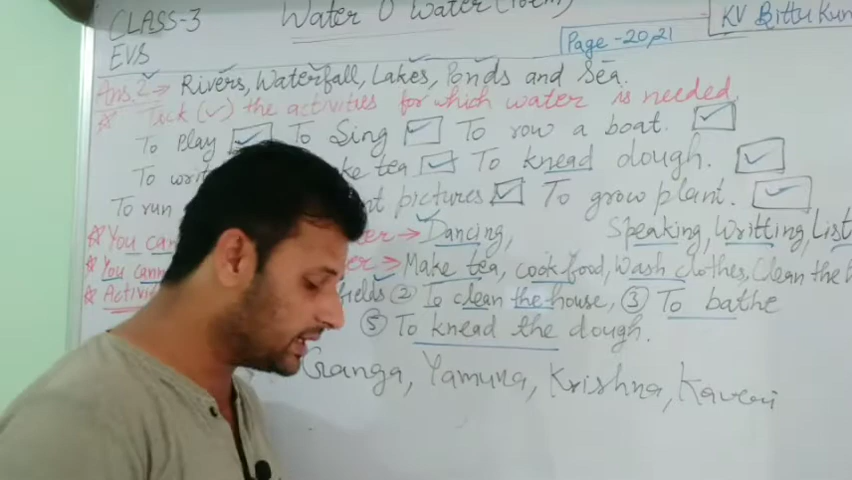 CLASS-3 Water O Water (Poem) KV Bittu Kum
EVS Page-20,21
Ans.2 → Rivers, Waterfall, Lakes, Ponds and Sea.
☆ Tick (✓) the activities for which water is needed.
To Play ✓ To Sing ✓ To row a boat. ✓
To writ ke tea ✓ To knead dough. ✓
To run nt pictures ✓ To grow plant. ✓
☆ You can er → Dancing, Speaking, Writting, List
☆ You cann er → Make tea, cook food, Wash clothes, Clean the h
☆ Activit fields ② To clean the house, ③ To bathe
⑤ To knead the dough.
Ganga, Yamuna, Krishna, Kaveri